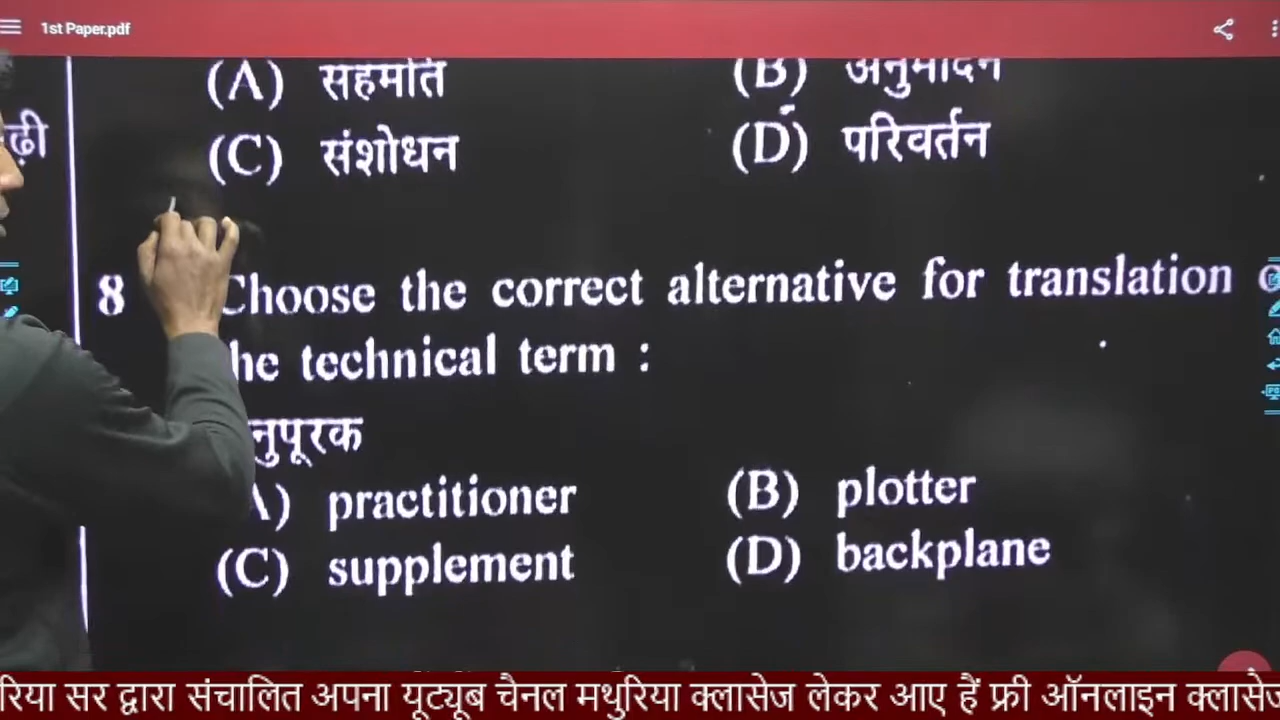 1st Paper.pdf
(A) सहमति (B) अनुमोदन
(C) संशोधन (D) परिवर्तन
ढ़ी
8 Choose the correct alternative for translation
the technical term :
नुपूरक
A) practitioner (B) plotter
(C) supplement (D) backplane
रिया सर द्वारा संचालित अपना यूट्यूब चैनल मथुरिया क्लासेज लेकर आए हैं फ्री ऑनलाइन क्लासेज